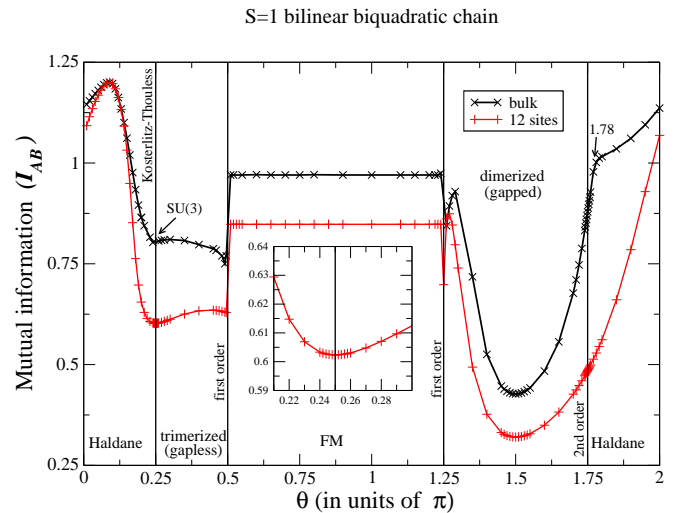 S=1 bilinear biquadratic chain
Mutual information (I_AB)
1.25
1
0.75
0.5
0.25
Kosterlitz-Thouless
SU(3)
bulk
12 sites
1.78
dimerized
(gapped)
0.64
0.63
0.62
0.61
0.60
0.59
0.22
0.24
0.26
0.28
first order
first order
2nd order
Haldane
trimerized
(gapless)
FM
Haldane
0
0.25
0.5
0.75
1
1.25
1.5
1.75
2
θ (in units of π)